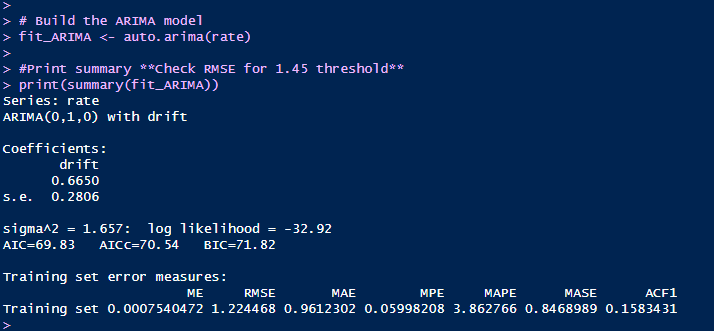 >
> # Build the ARIMA model
> fit_ARIMA <- auto.arima(rate)
>
> #Print summary **Check RMSE for 1.45 threshold**
> print(summary(fit_ARIMA))
Series: rate
ARIMA(0,1,0) with drift

Coefficients:
       drift
      0.6650
s.e.  0.2806

sigma^2 = 1.657:  log likelihood = -32.92
AIC=69.83   AICc=70.54   BIC=71.82

Training set error measures:
                       ME     RMSE       MAE        MPE     MAPE      MASE      ACF1
Training set 0.0007540472 1.224468 0.9612302 0.05998208 3.862766 0.8468989 0.1583431
>